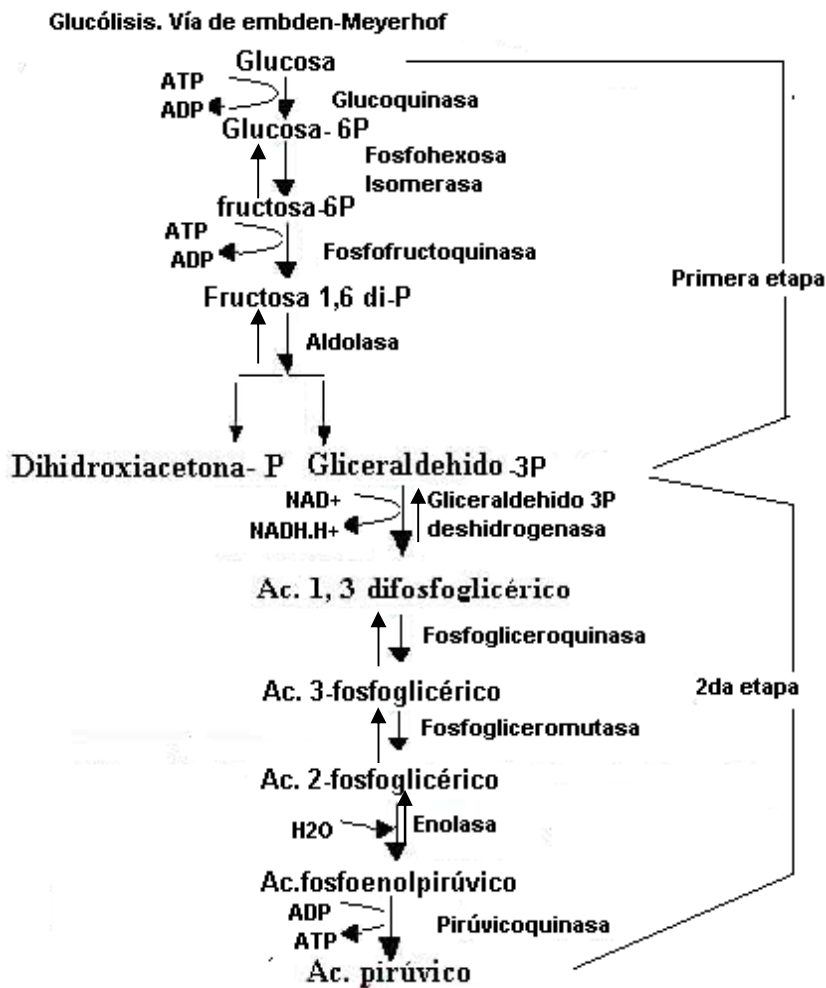 Glucólisis. Vía de embden-Meyerhof
Glucosa
ATP
ADP
Glucoquinasa
Glucosa- 6P
Fosfohexosa
Isomerasa
fructosa-6P
ATP
ADP
Fosfofructoquinasa
Primera etapa
Fructosa 1,6 di-P
Aldolasa
Dihidroxiacetona- P Gliceraldehido -3P
NAD+
NADH.H+
Gliceraldehido 3P
deshidrogenasa
Ac. 1, 3 difosfoglicérico
Fosfogliceroquinasa
Ac. 3-fosfoglicérico
2da etapa
Fosfogliceromutasa
Ac. 2-fosfoglicérico
H2O
Enolasa
Ac.fosfoenolpirúvico
ADP
ATP
Pirúvicoquinasa
Ac. pirúvico